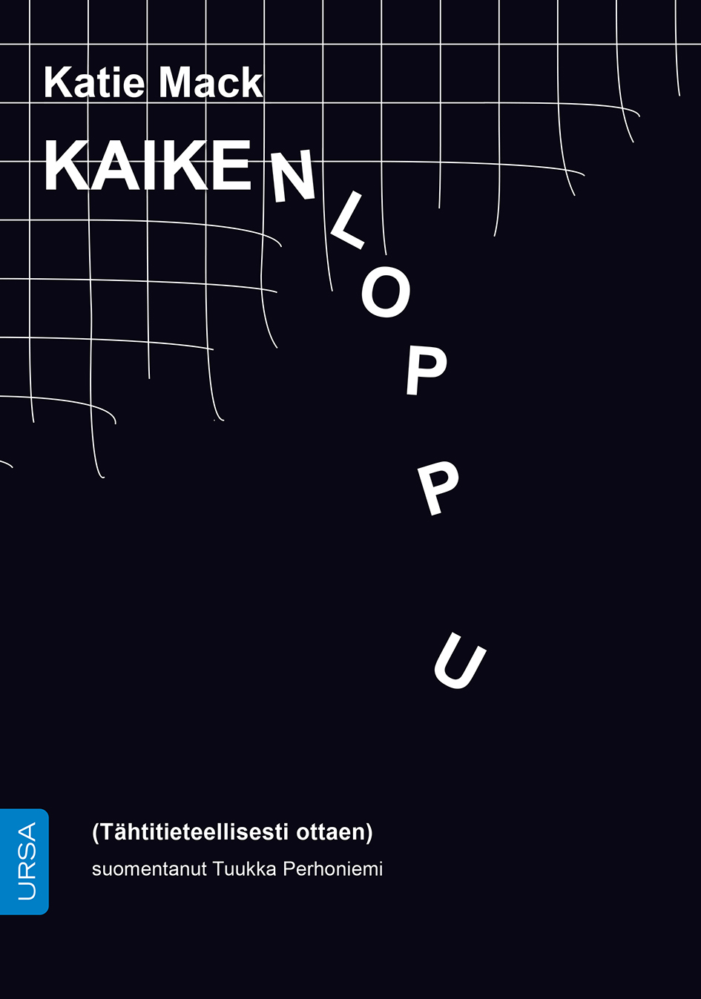 Katie Mack
KAIKEN LOPPU
(Tähtitieteellisesti ottaen)
suomentanut Tuukka Perhoniemi
URSA